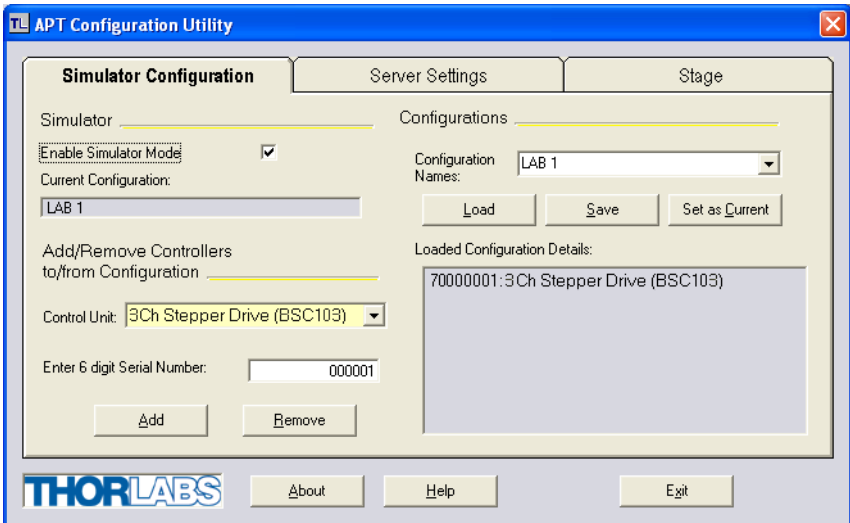 TL APT Configuration Utility
Simulator Configuration
Server Settings
Stage
Simulator
Enable Simulator Mode
Current Configuration:
LAB 1
Add/Remove Controllers
to/from Configuration
Control Unit: 3Ch Stepper Drive (BSC103)
Enter 6 digit Serial Number: 000001
Add Remove
Configurations
Configuration
Names:
LAB 1
Load Save Set as Current
Loaded Configuration Details:
70000001:3Ch Stepper Drive (BSC103)
THORLABS About Help Exit